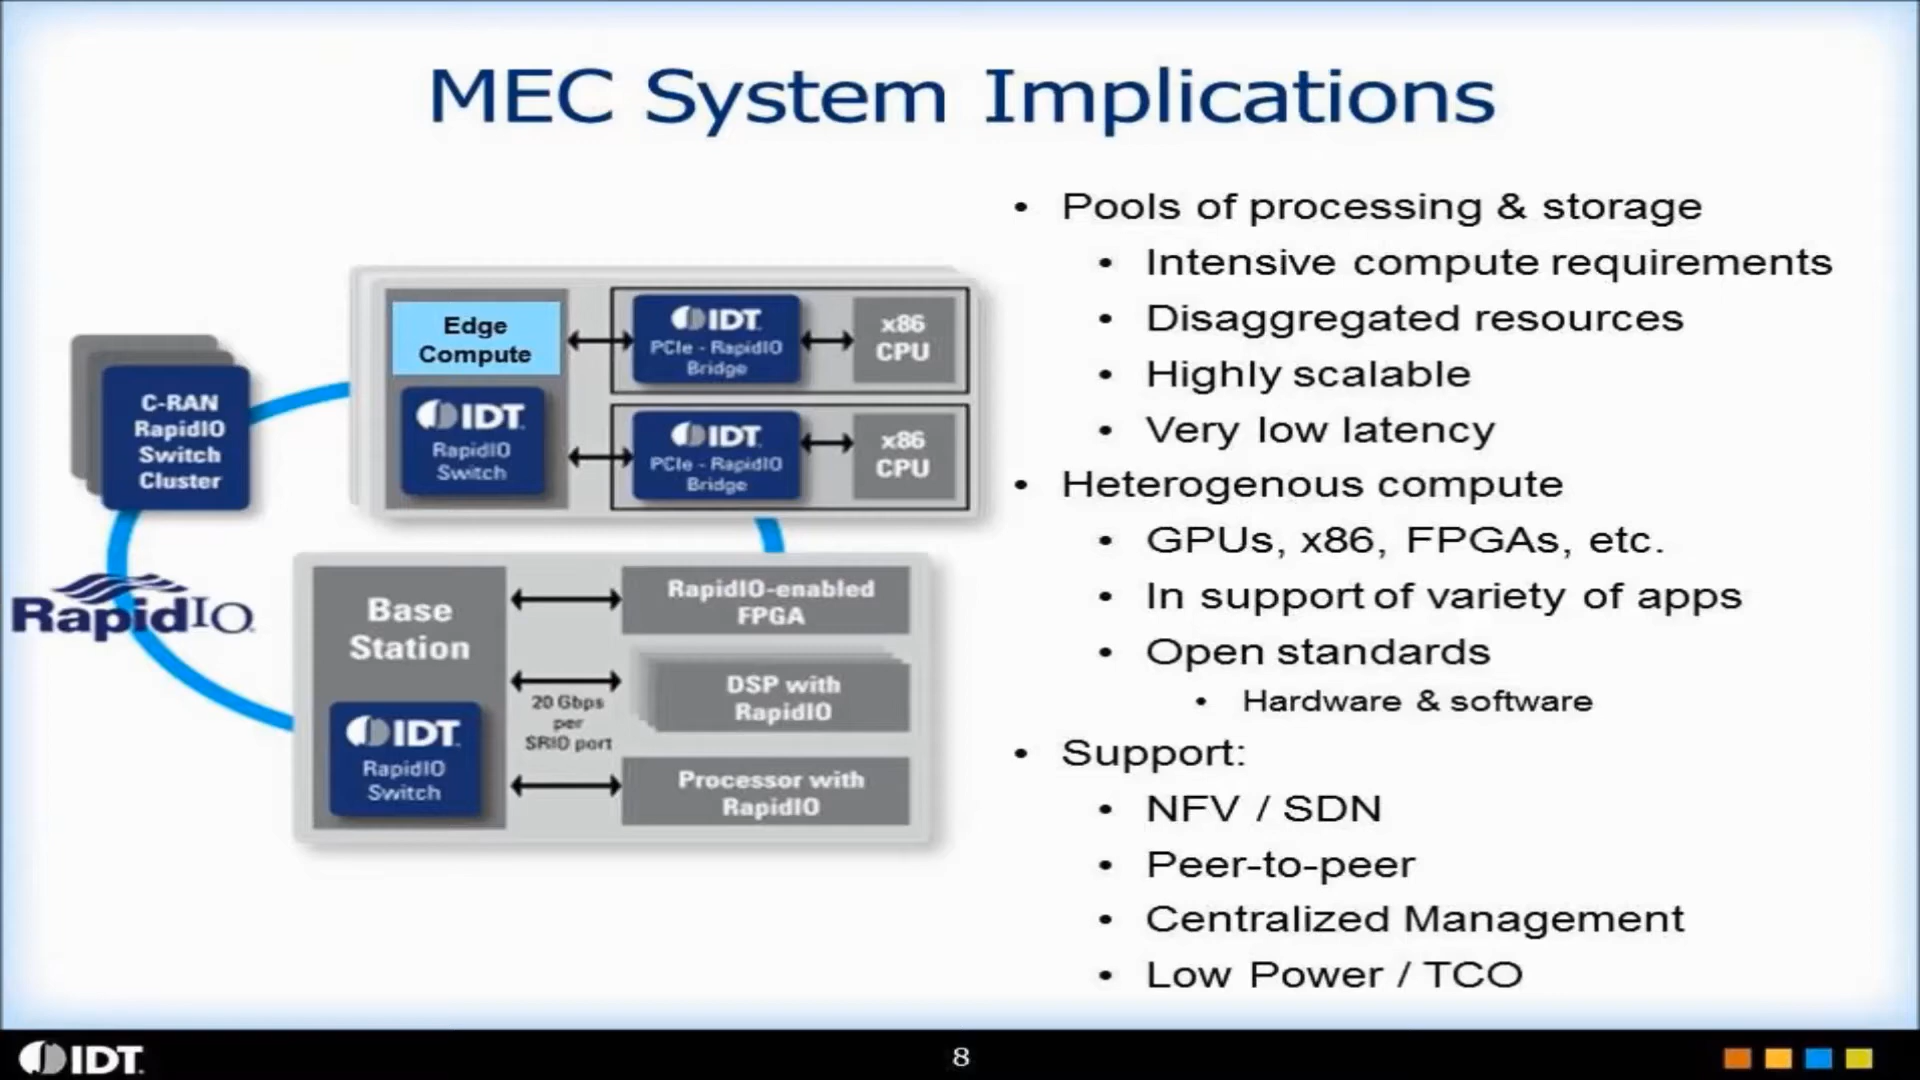 MEC System Implications
C-RAN
RapidIO
Switch
Cluster
RapidIO
Edge
Compute
IDT
RapidIO
Switch
IDT
PCIe - RapidIO
Bridge
x86
CPU
IDT
PCIe - RapidIO
Bridge
x86
CPU
Base
Station
IDT
RapidIO
Switch
20 Gbps
per
SRIO port
RapidIO-enabled
FPGA
DSP with
RapidIO
Processor with
RapidIO
• Pools of processing & storage
• Intensive compute requirements
• Disaggregated resources
• Highly scalable
• Very low latency
• Heterogenous compute
• GPUs, x86, FPGAs, etc.
• In support of variety of apps
• Open standards
• Hardware & software
• Support:
• NFV / SDN
• Peer-to-peer
• Centralized Management
• Low Power / TCO
IDT
8